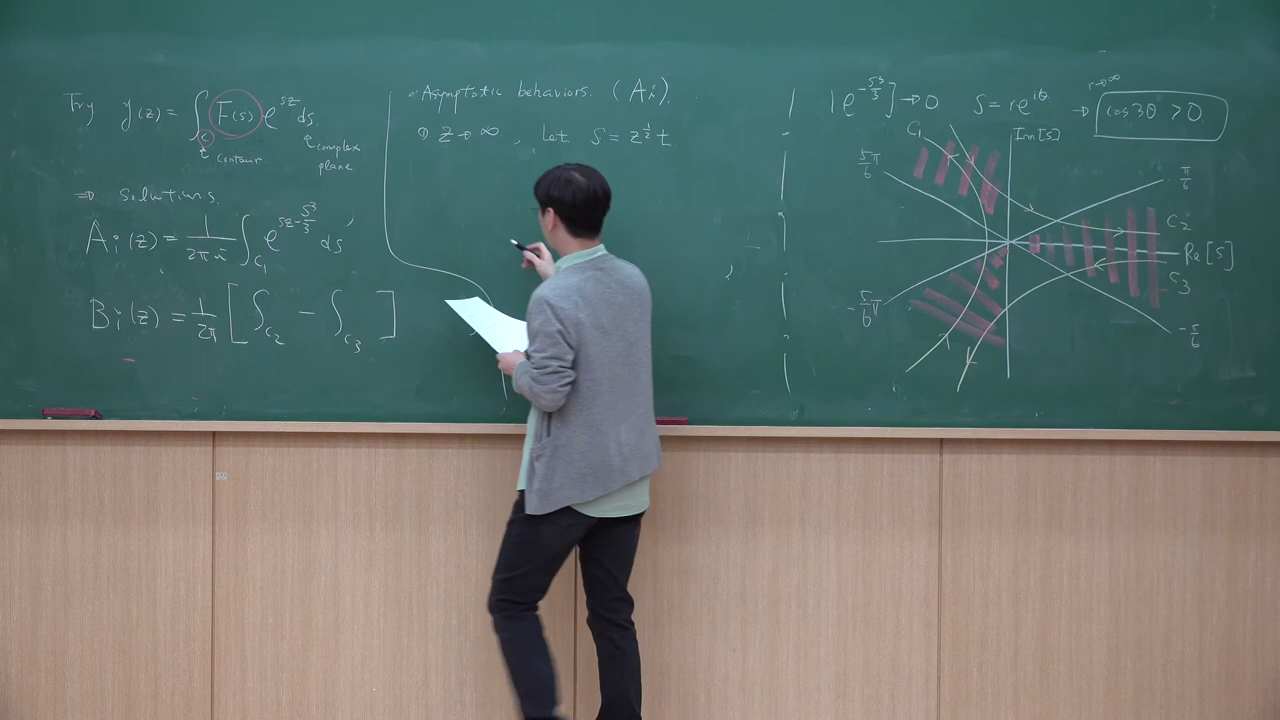 Try y(z) = ∫_C F(s) e^{sz} ds.
contour
complex
plane
⇒ solutions.
Ai(z) = 1/2πi ∫_{C1} e^{sz - s³/3} ds ,
Bi(z) = 1/2π [ ∫_{C2} - ∫_{C3} ]
Asymptotic behaviors. (Ai).
① z → ∞ , Let s = z^{1/2} t
|e^{-s³/3}| → 0 s = re^{iθ}
r→∞
⇒ cos3θ > 0
C1
Im[s]
5/6 π
π/6
C2
Re[s]
C3
-5/6 π
-π/6